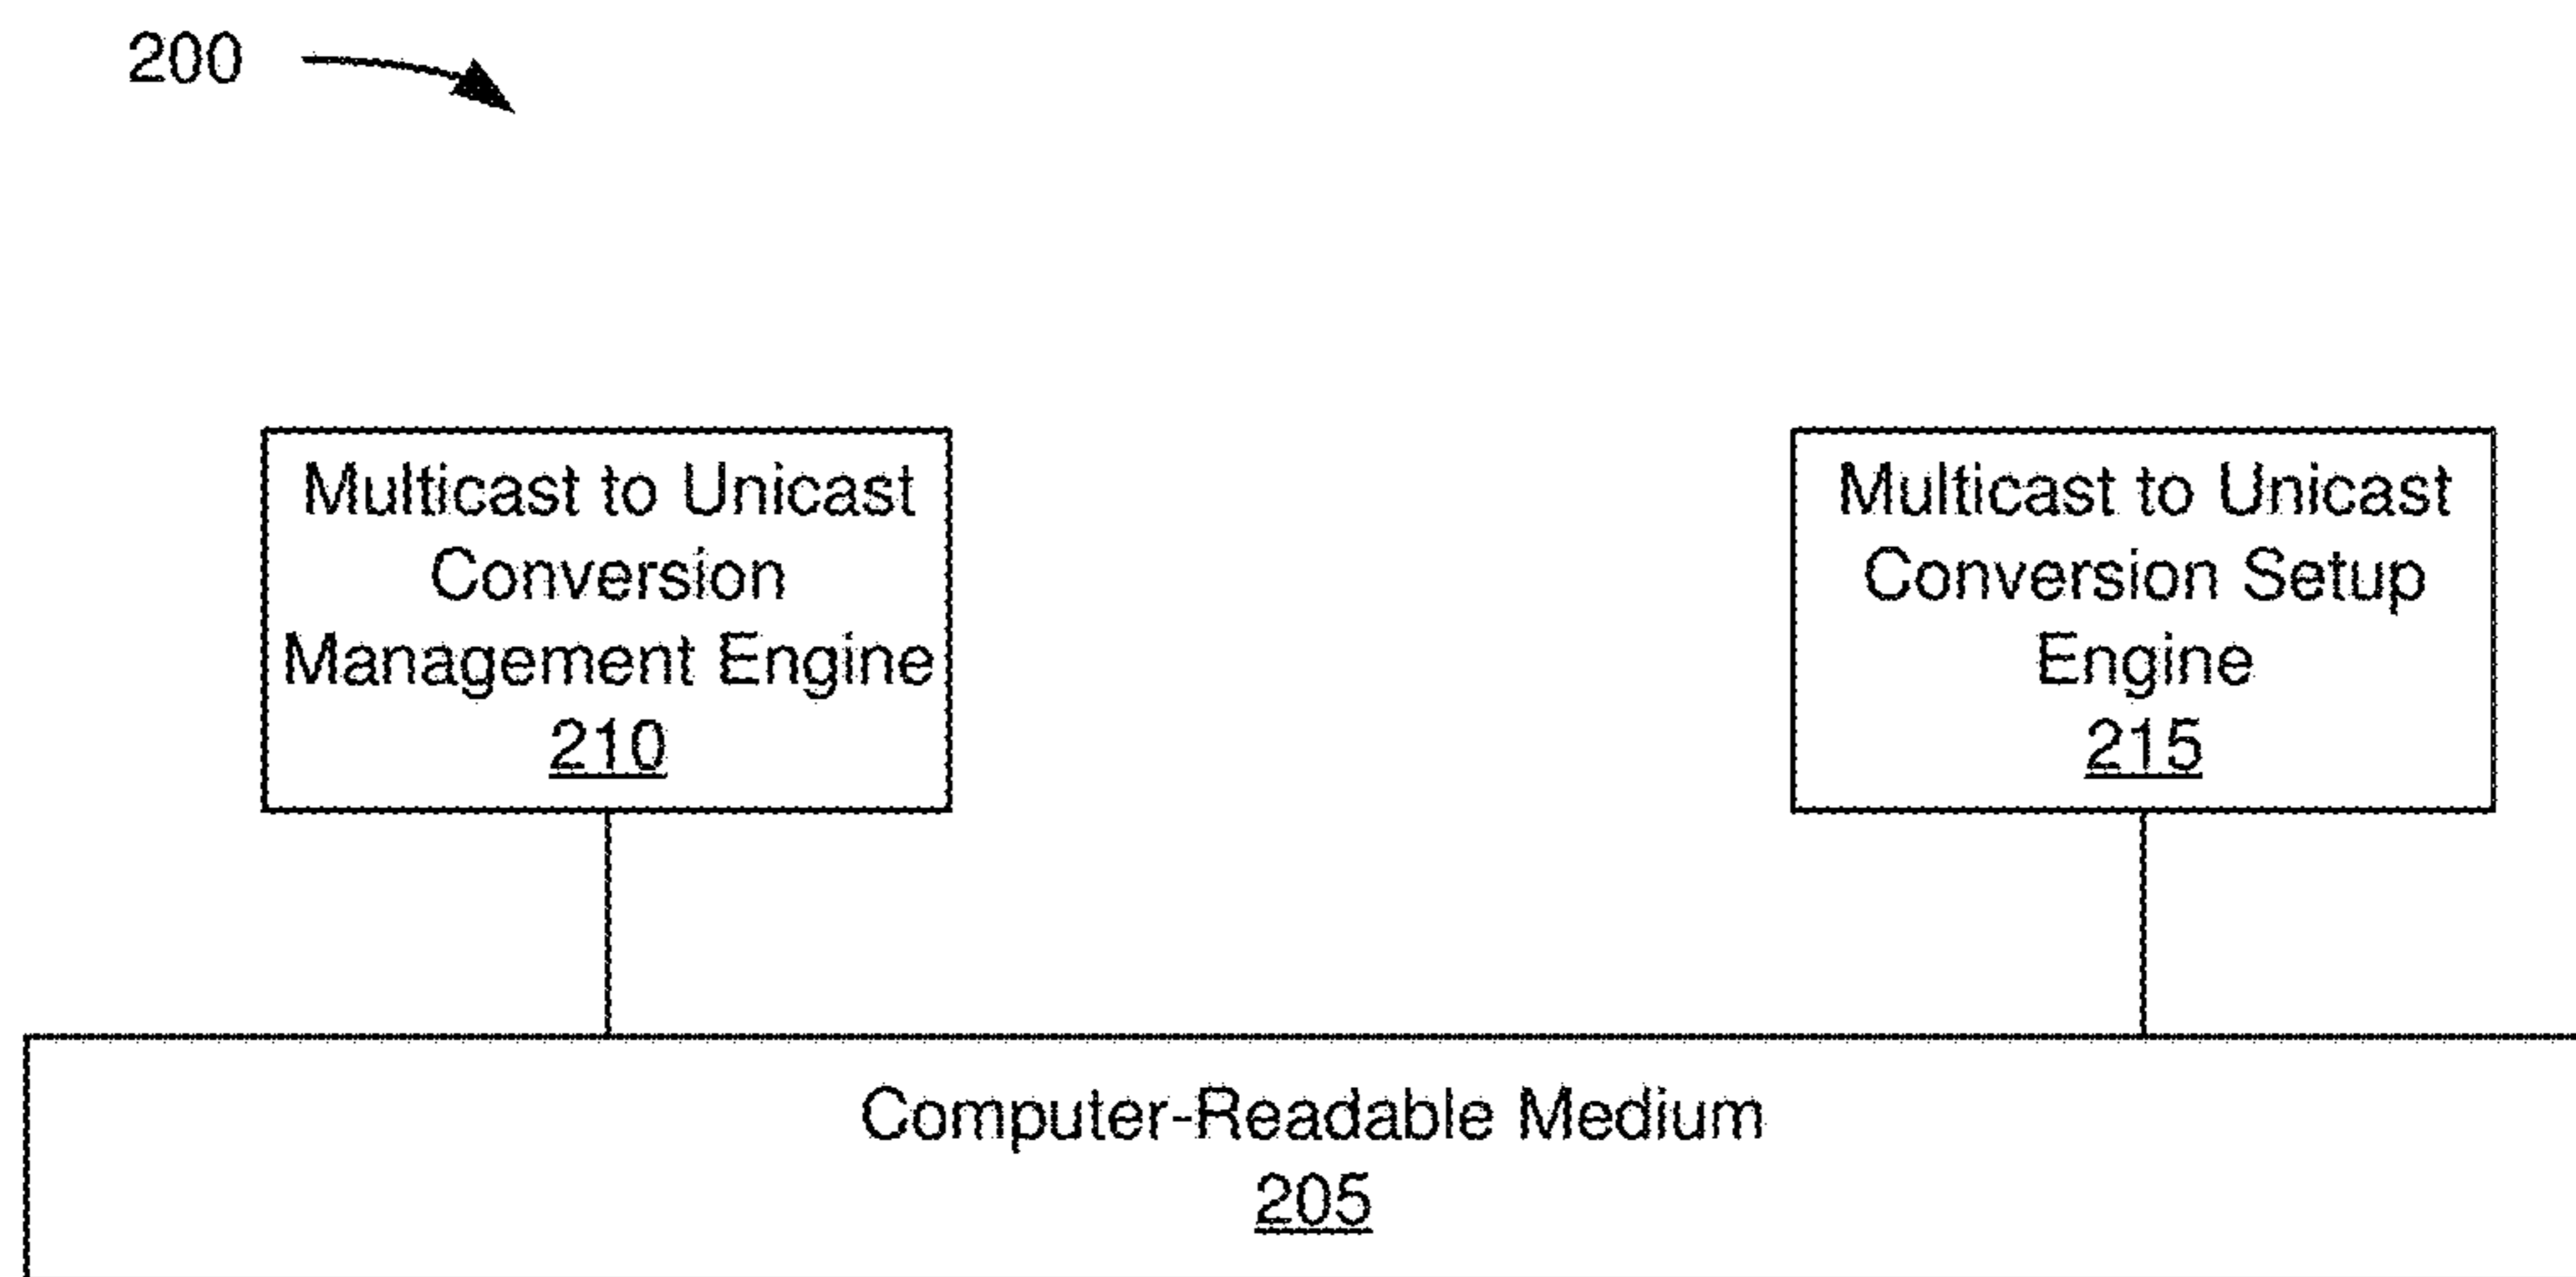 200
Multicast to Unicast
Conversion
Management Engine
210
Multicast to Unicast
Conversion Setup
Engine
215
Computer-Readable Medium
205